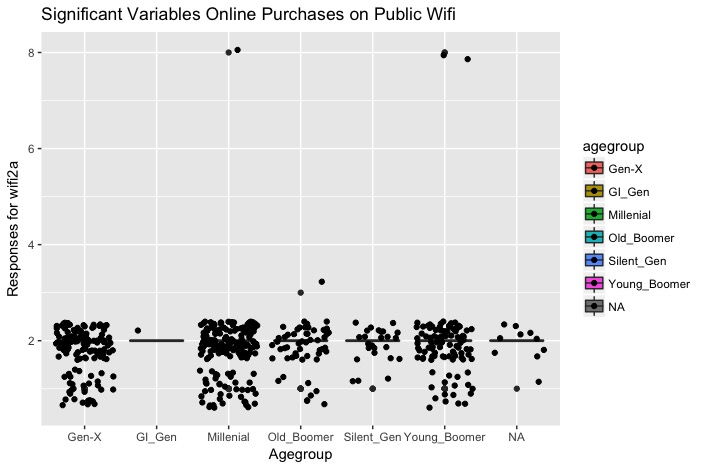 Significant Variables Online Purchases on Public Wifi
Responses for wifi2a
8
6
4
2
Gen-X
GI_Gen
Millenial
Old_Boomer
Silent_Gen
Young_Boomer
NA
Agegroup
agegroup
Gen-X
GI_Gen
Millenial
Old_Boomer
Silent_Gen
Young_Boomer
NA